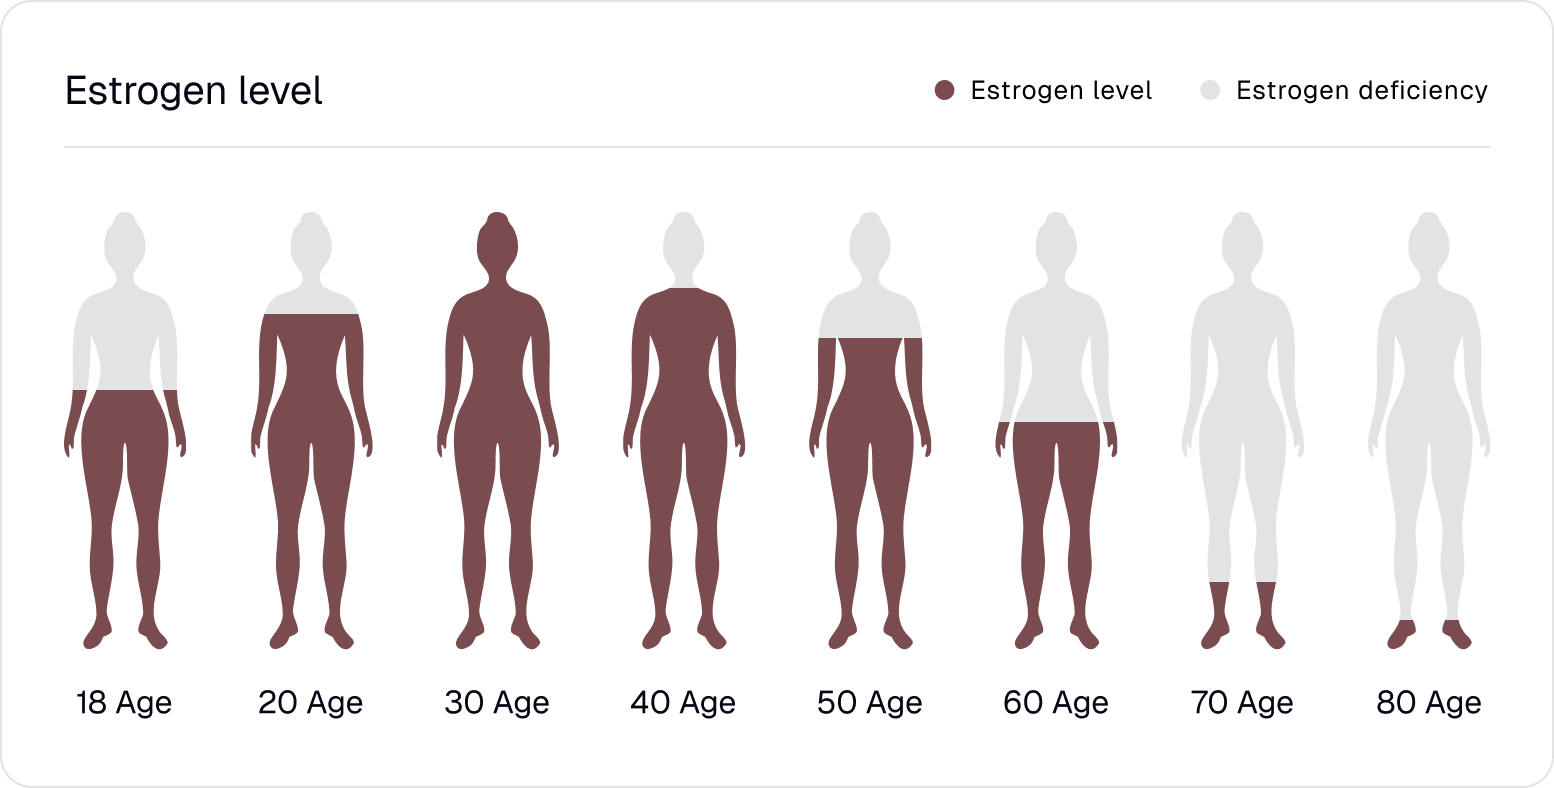 Estrogen level
Estrogen level
Estrogen deficiency
18 Age
20 Age
30 Age
40 Age
50 Age
60 Age
70 Age
80 Age